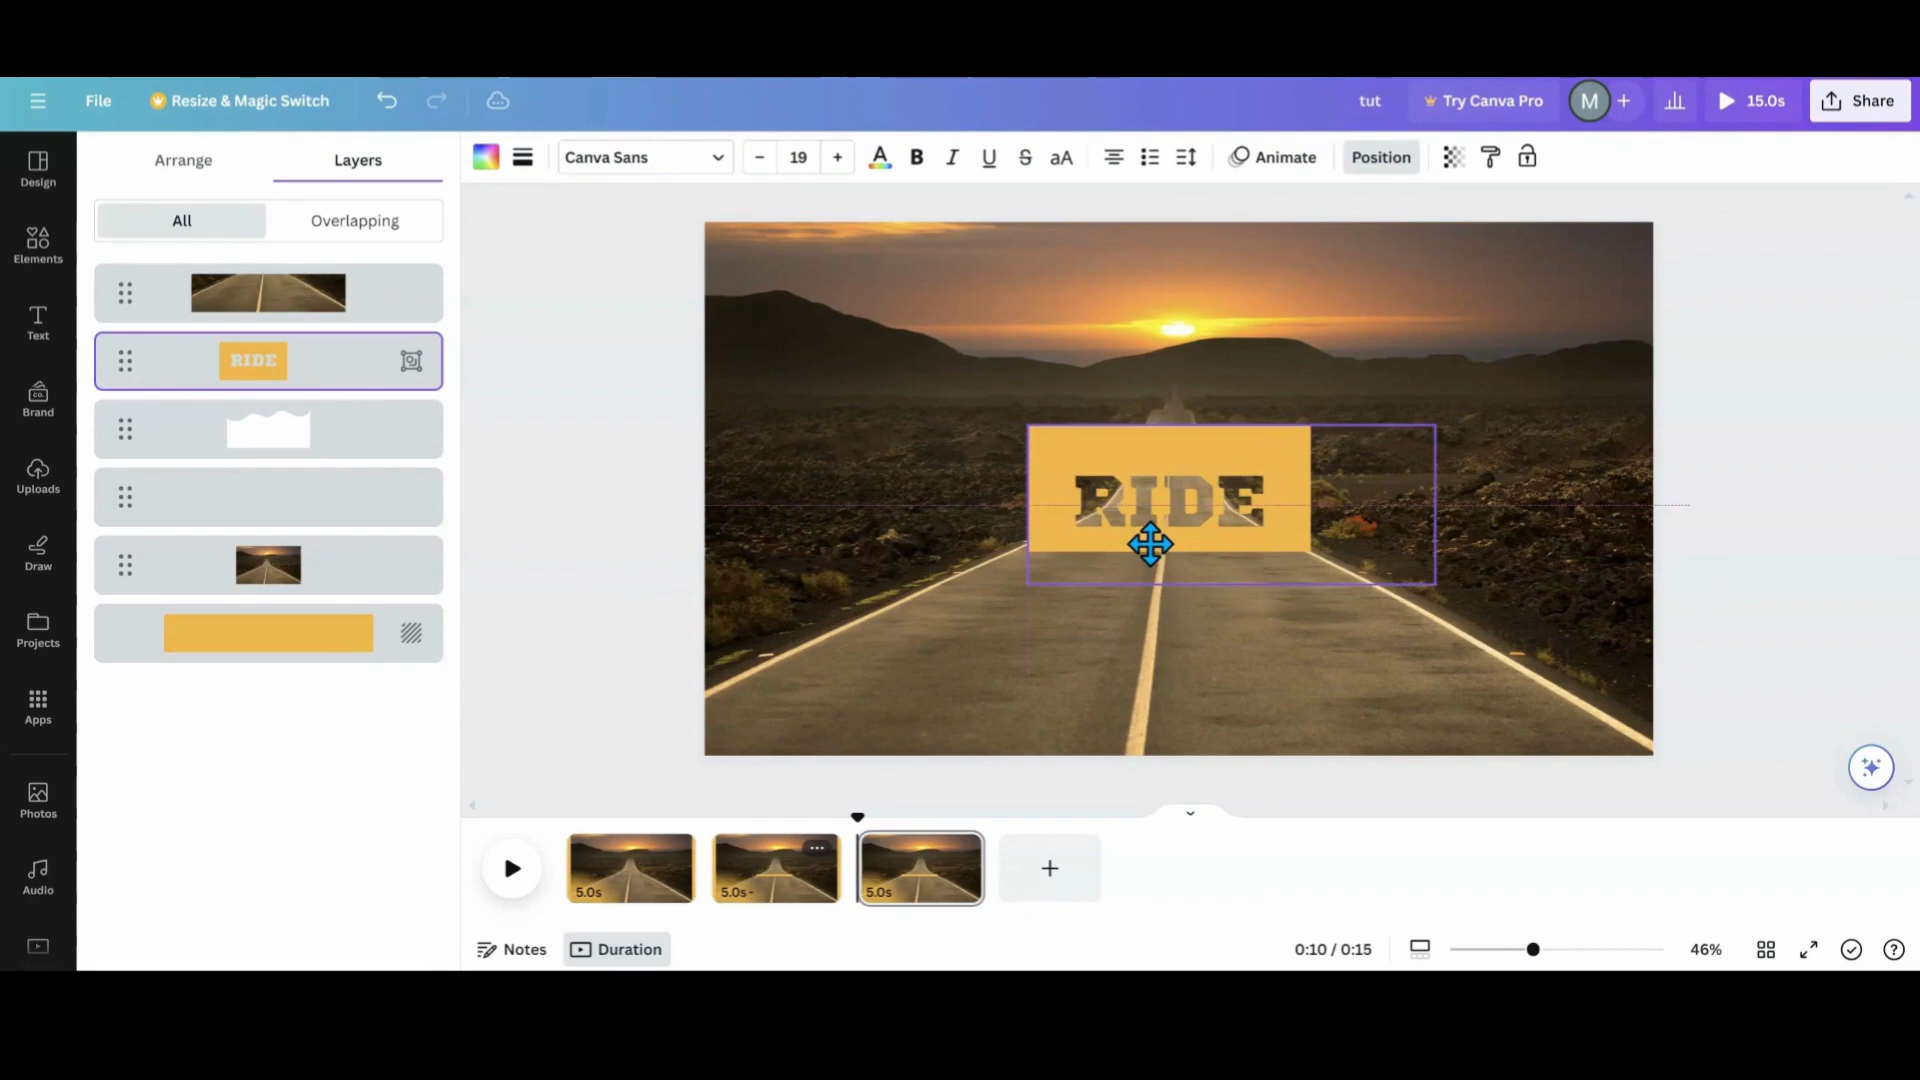 File
Resize & Magic Switch
tut
Try Canva Pro
M
15.0s
Share
Design
Elements
Text
CO.
Brand
Uploads
Draw
Projects
Apps
Photos
Audio
Arrange
Layers
All
Overlapping
RIDE
Canva Sans
19
A
B
I
U
S
aA
Animate
Position
RIDE
5.0s
5.0s
5.0s
Notes
Duration
0:10 / 0:15
46%